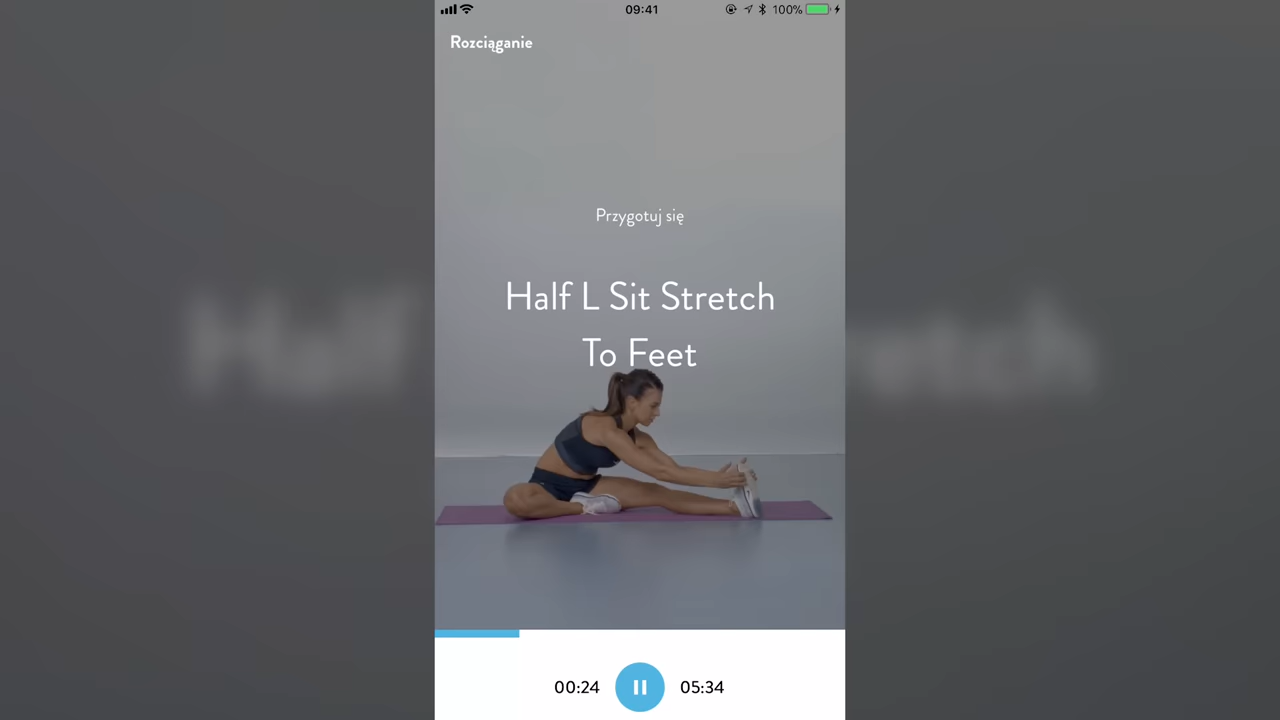 09:41
100%
Rozciąganie
Przygotuj się
Half L Sit Stretch
To Feet
00:24
05:34